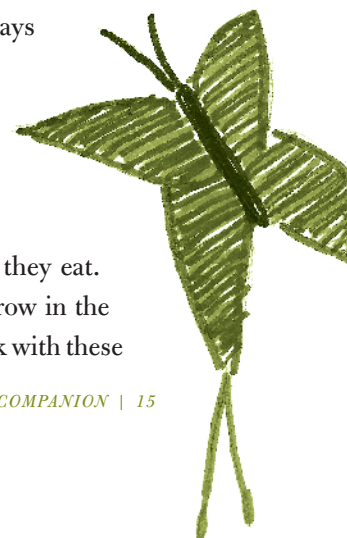 ays
they eat.
row in the
k with these
COMPANION | 15